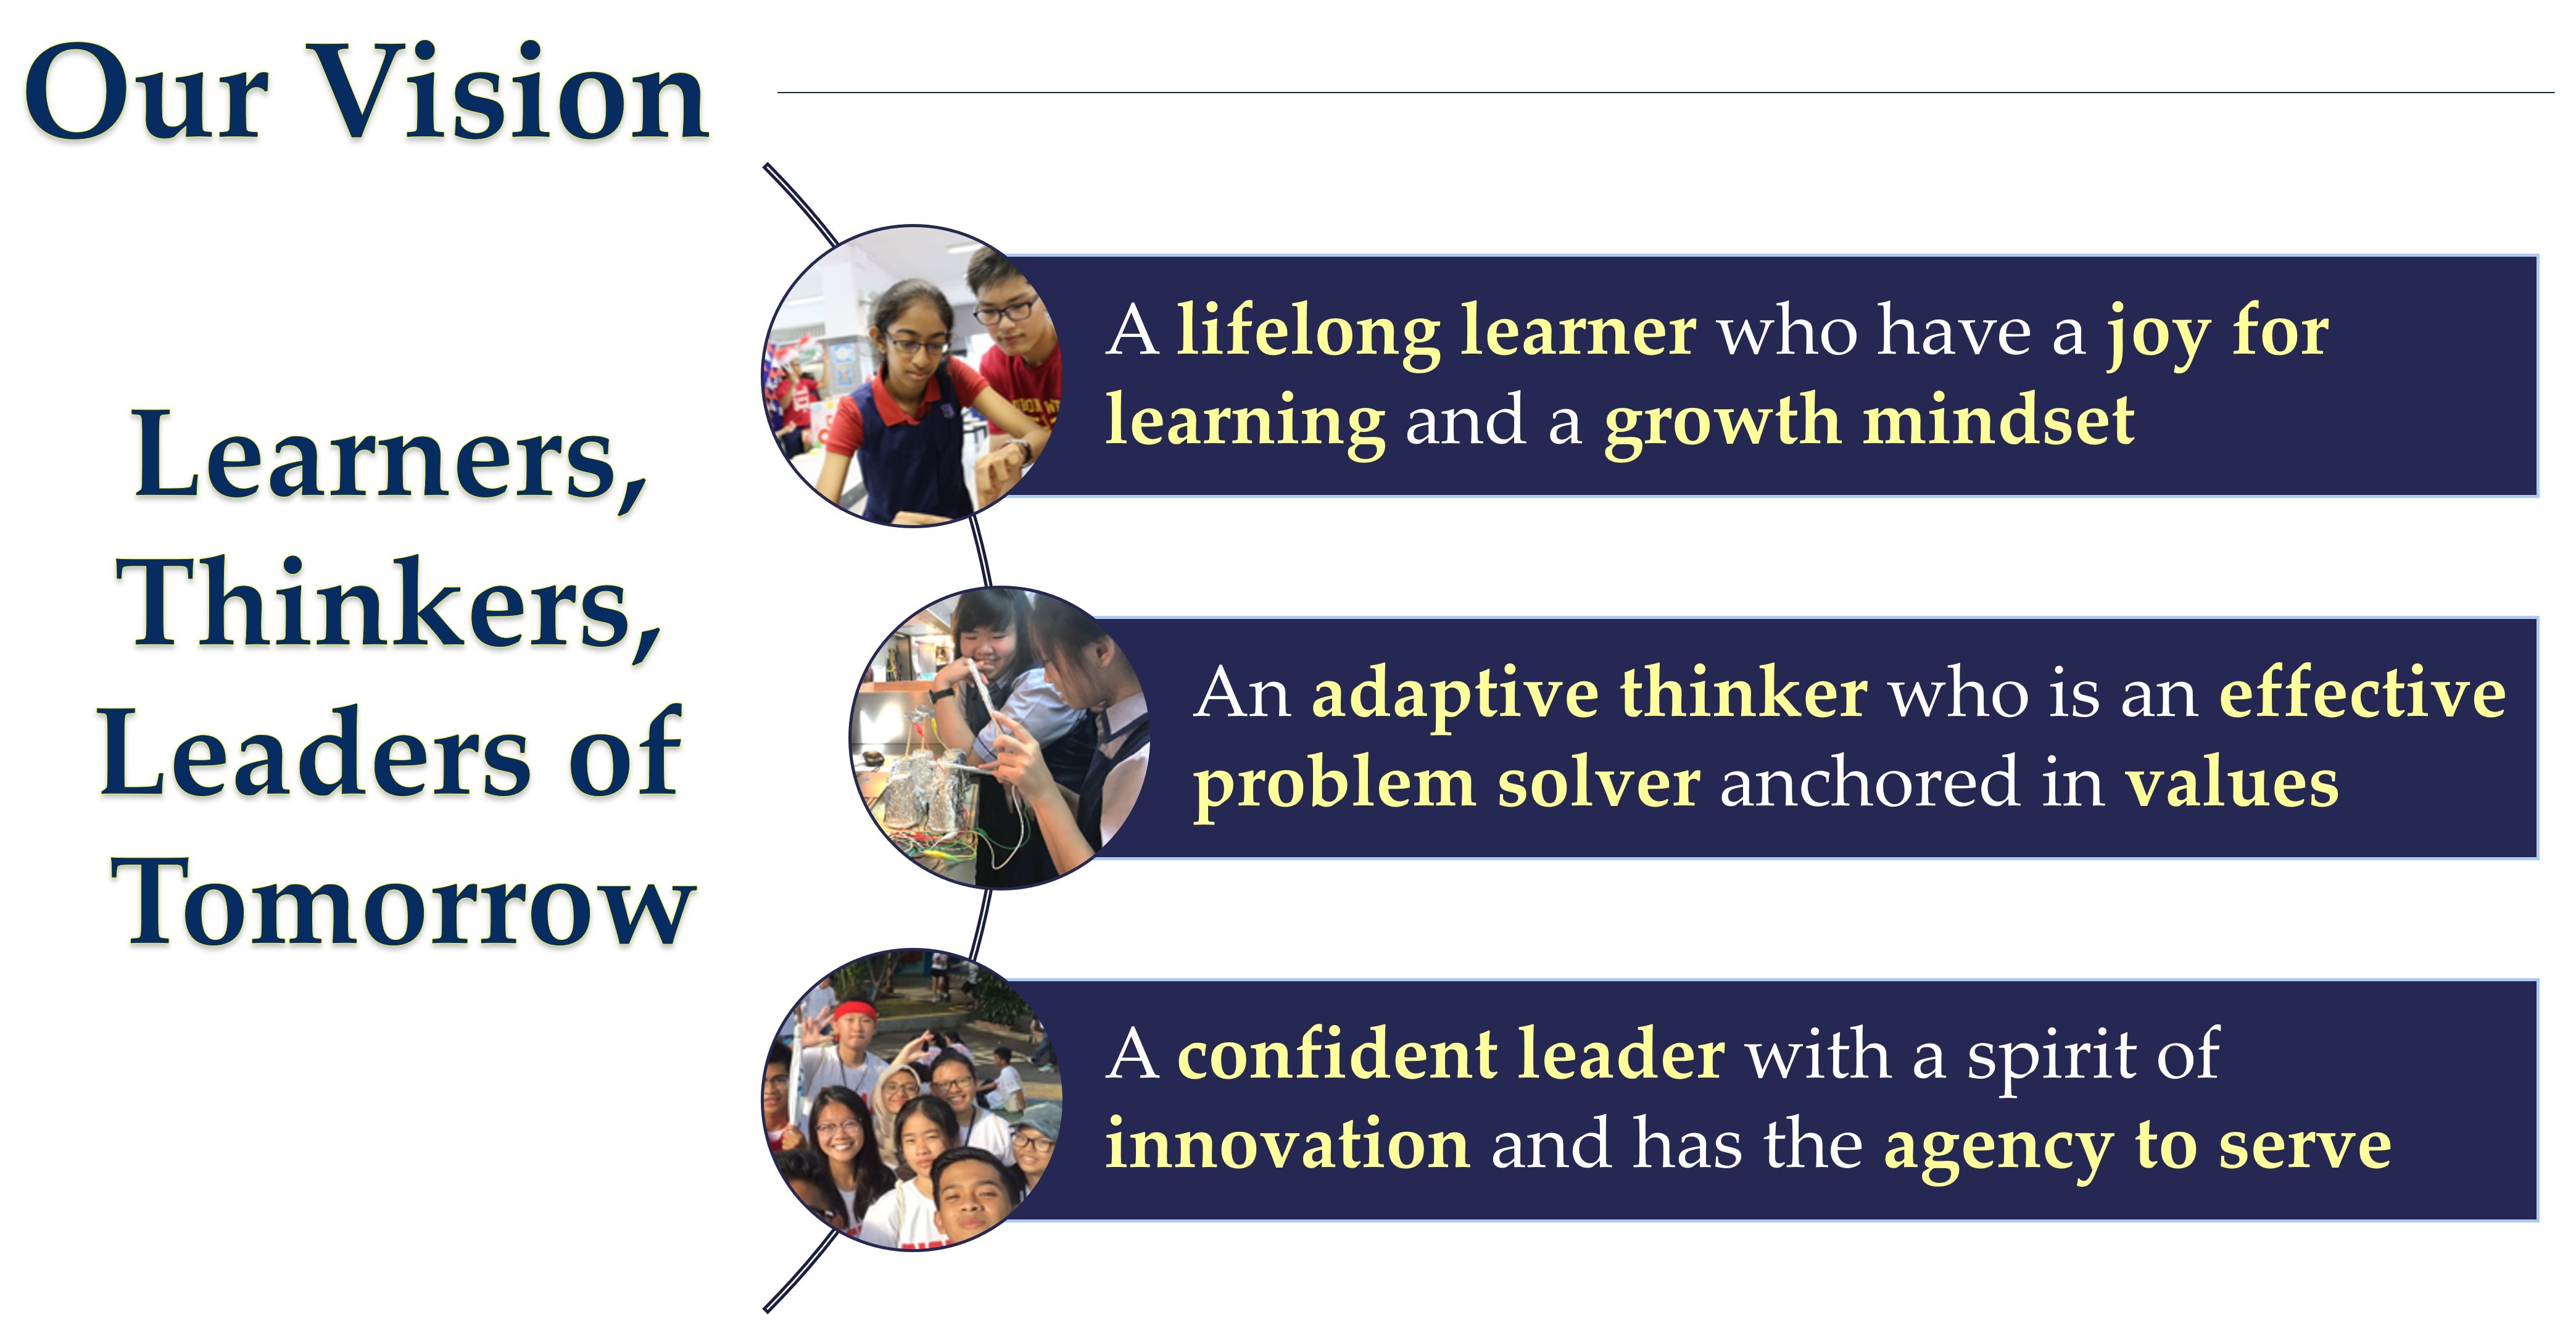 Our Vision
Learners,
Thinkers,
Leaders of
Tomorrow
A lifelong learner who have a joy for
learning and a growth mindset
An adaptive thinker who is an effective
problem solver anchored in values
A confident leader with a spirit of
innovation and has the agency to serve